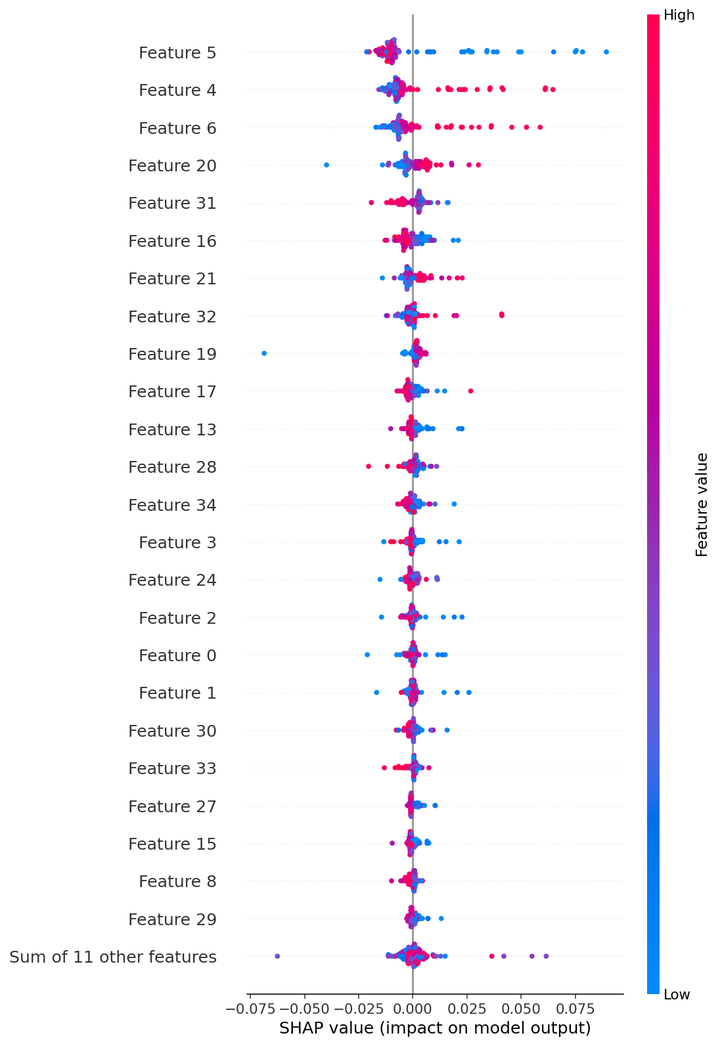 High
Feature 5
Feature 4
Feature 6
Feature 20
Feature 31
Feature 16
Feature 21
Feature 32
Feature 19
Feature 17
Feature 13
Feature 28
Feature 34
Feature 3
Feature 24
Feature 2
Feature 0
Feature 1
Feature 30
Feature 33
Feature 27
Feature 15
Feature 8
Feature 29
Sum of 11 other features
Feature value
Low
−0.075 −0.050 −0.025 0.000 0.025 0.050 0.075
SHAP value (impact on model output)